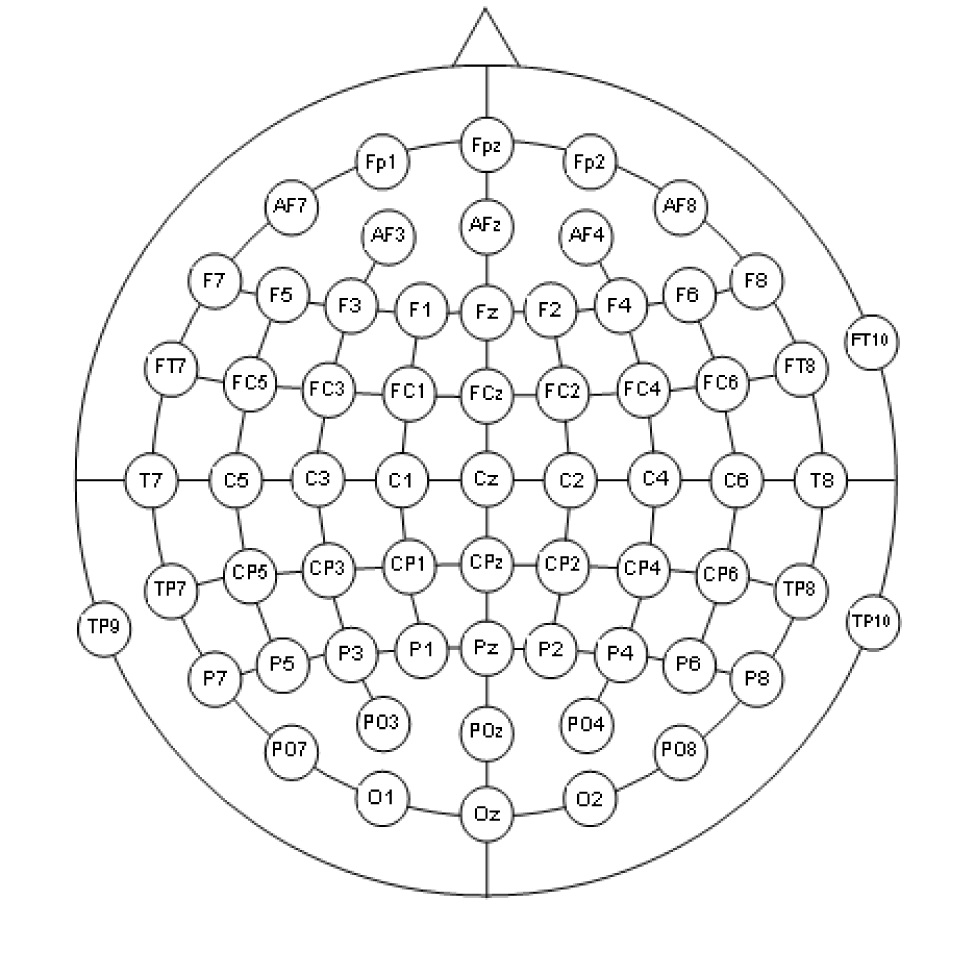 Fpz
Fp1 Fp2
AF7 AF8
AF3 AFz AF4
F7 F5 F3 F1 Fz F2 F4 F6 F8
FT10
FT7 FC5 FC3 FC1 FCz FC2 FC4 FC6 FT8
T7 C5 C3 C1 Cz C2 C4 C6 T8
TP7 CP5 CP3 CP1 CPz CP2 CP4 CP6 TP8
TP9 TP10
P7 P5 P3 P1 Pz P2 P4 P6 P8
PO3 POz PO4
PO7 PO8
O1 Oz O2